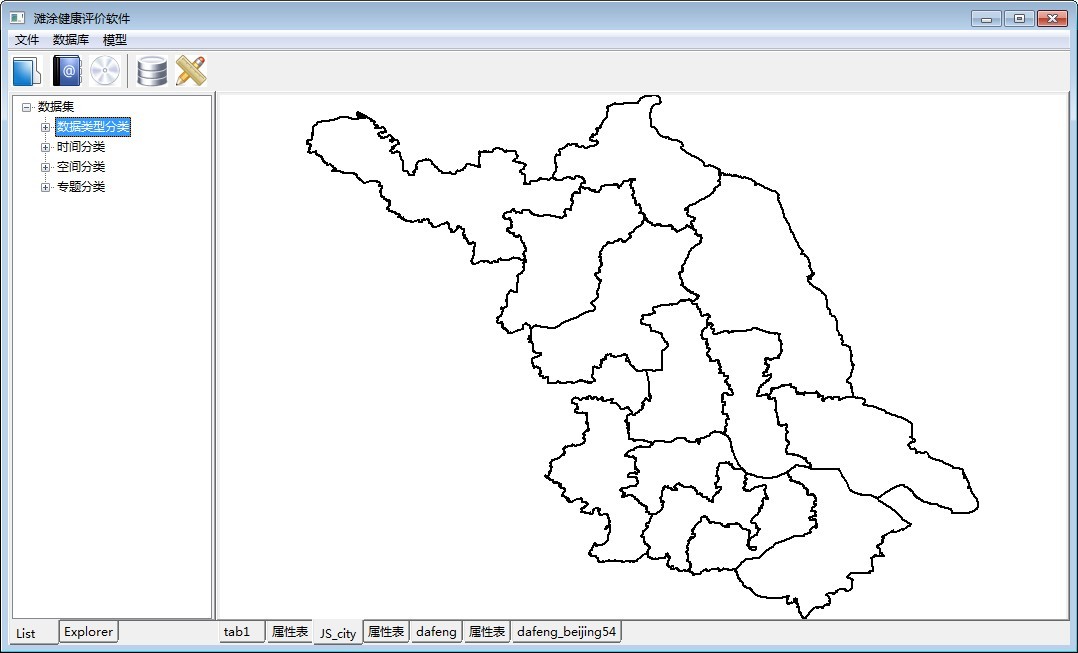 滩涂健康评价软件
文件 数据库 模型
数据集
数据类型分类
时间分类
空间分类
专题分类
List Explorer tab1 属性表 JS_city 属性表 dafeng 属性表 dafeng_beijing54